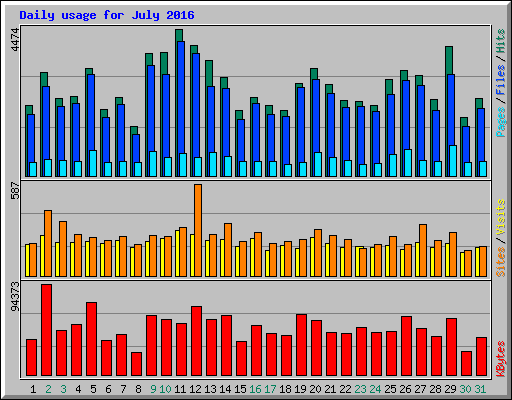 Daily usage for July 2016
4474
Pages / Files / Hits
587
Sites / Visits
94373
KBytes
1 2 3 4 5 6 7 8 9 10 11 12 13 14 15 16 17 18 19 20 21 22 23 24 25 26 27 28 29 30 31